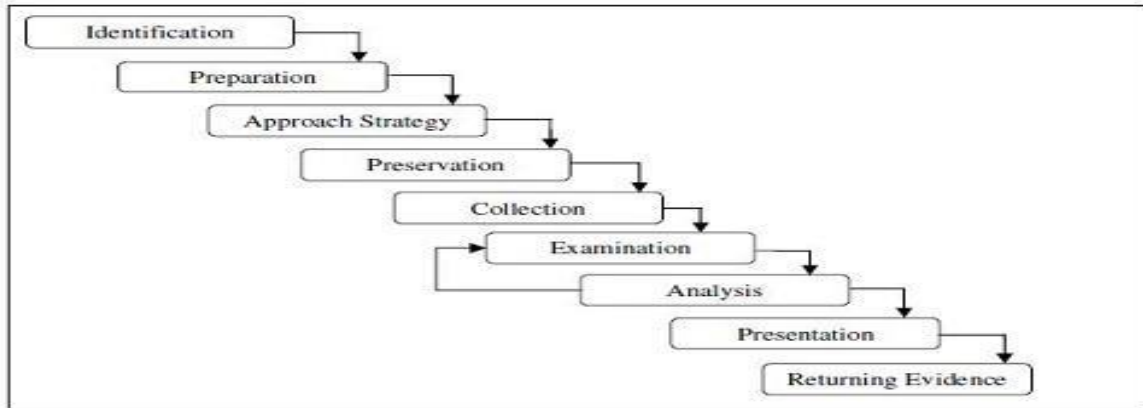 Identification
Preparation
Approach Strategy
Preservation
Collection
Examination
Analysis
Presentation
Returning Evidence